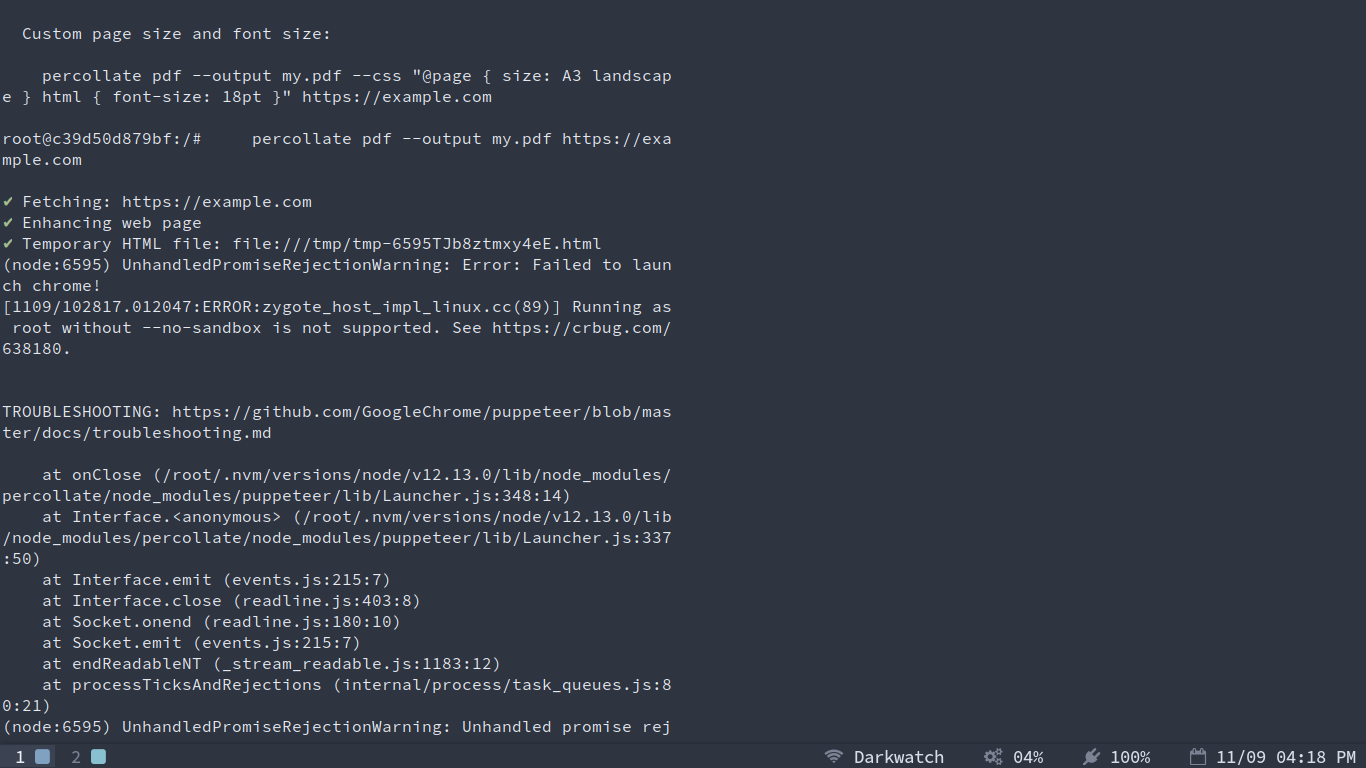 Custom page size and font size:
percollate pdf --output my.pdf --css "@page { size: A3 landscap
e } html { font-size: 18pt }" https://example.com
root@c39d50d879bf:/#     percollate pdf --output my.pdf https://exa
mple.com
✔ Fetching: https://example.com
✔ Enhancing web page
✔ Temporary HTML file: file:///tmp/tmp-6595TJb8ztmxy4eE.html
(node:6595) UnhandledPromiseRejectionWarning: Error: Failed to laun
ch chrome!
[1109/102817.012047:ERROR:zygote_host_impl_linux.cc(89)] Running as
root without --no-sandbox is not supported. See https://crbug.com/
638180.
TROUBLESHOOTING: https://github.com/GoogleChrome/puppeteer/blob/mas
ter/docs/troubleshooting.md
at onClose (/root/.nvm/versions/node/v12.13.0/lib/node_modules/
percollate/node_modules/puppeteer/lib/Launcher.js:348:14)
at Interface.<anonymous> (/root/.nvm/versions/node/v12.13.0/lib
/node_modules/percollate/node_modules/puppeteer/lib/Launcher.js:337
:50)
at Interface.emit (events.js:215:7)
at Interface.close (readline.js:403:8)
at Socket.onend (readline.js:180:10)
at Socket.emit (events.js:215:7)
at endReadableNT (_stream_readable.js:1183:12)
at processTicksAndRejections (internal/process/task_queues.js:8
0:21)
(node:6595) UnhandledPromiseRejectionWarning: Unhandled promise rej
1 2 Darkwatch 04% 100% 11/09 04:18 PM